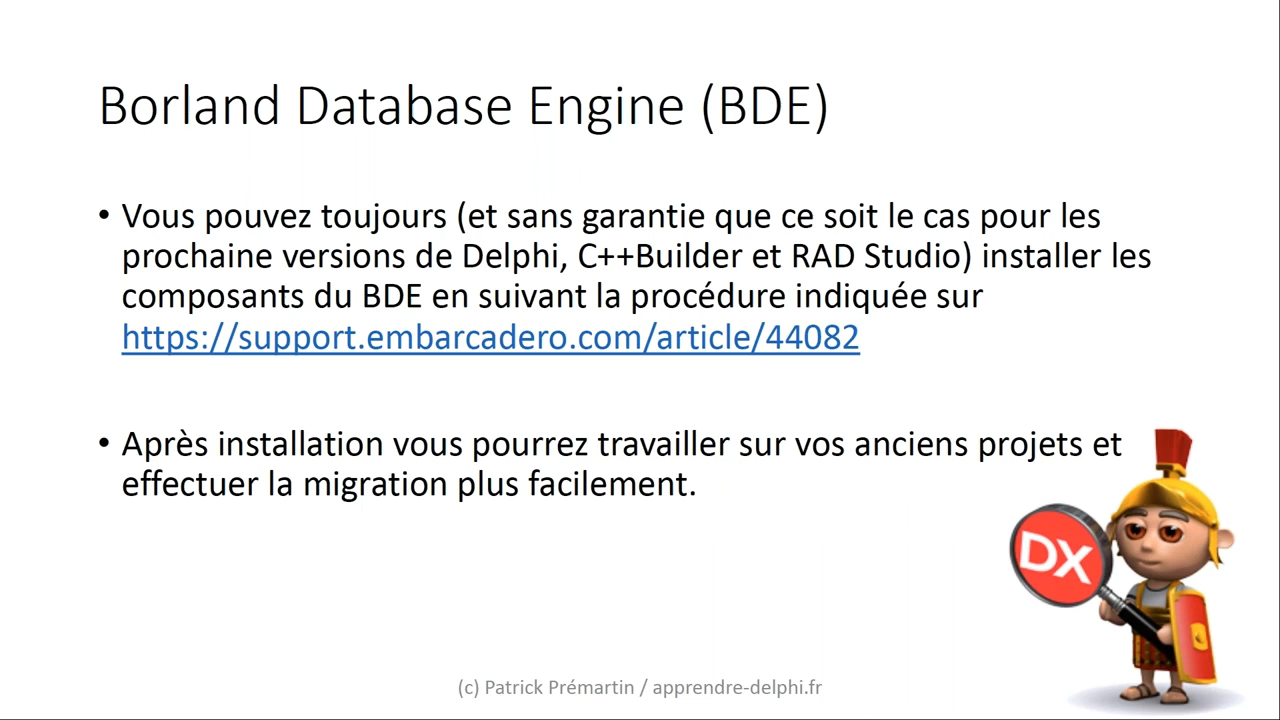 Borland Database Engine (BDE)
• Vous pouvez toujours (et sans garantie que ce soit le cas pour les
prochaine versions de Delphi, C++Builder et RAD Studio) installer les
composants du BDE en suivant la procédure indiquée sur
https://support.embarcadero.com/article/44082
• Après installation vous pourrez travailler sur vos anciens projets et
effectuer la migration plus facilement.
DX
(c) Patrick Prémartin / apprendre-delphi.fr